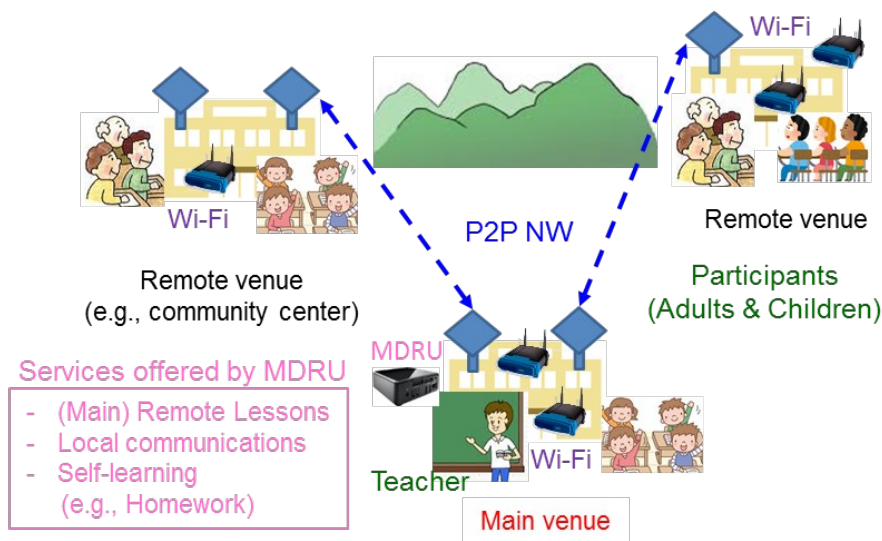 Wi-Fi
Wi-Fi
P2P NW
Remote venue
Remote venue
(e.g., community center)
Participants
(Adults & Children)
MDRU
Services offered by MDRU
- (Main) Remote Lessons
- Local communications
- Self-learning
(e.g., Homework)
Wi-Fi
Teacher
Main venue